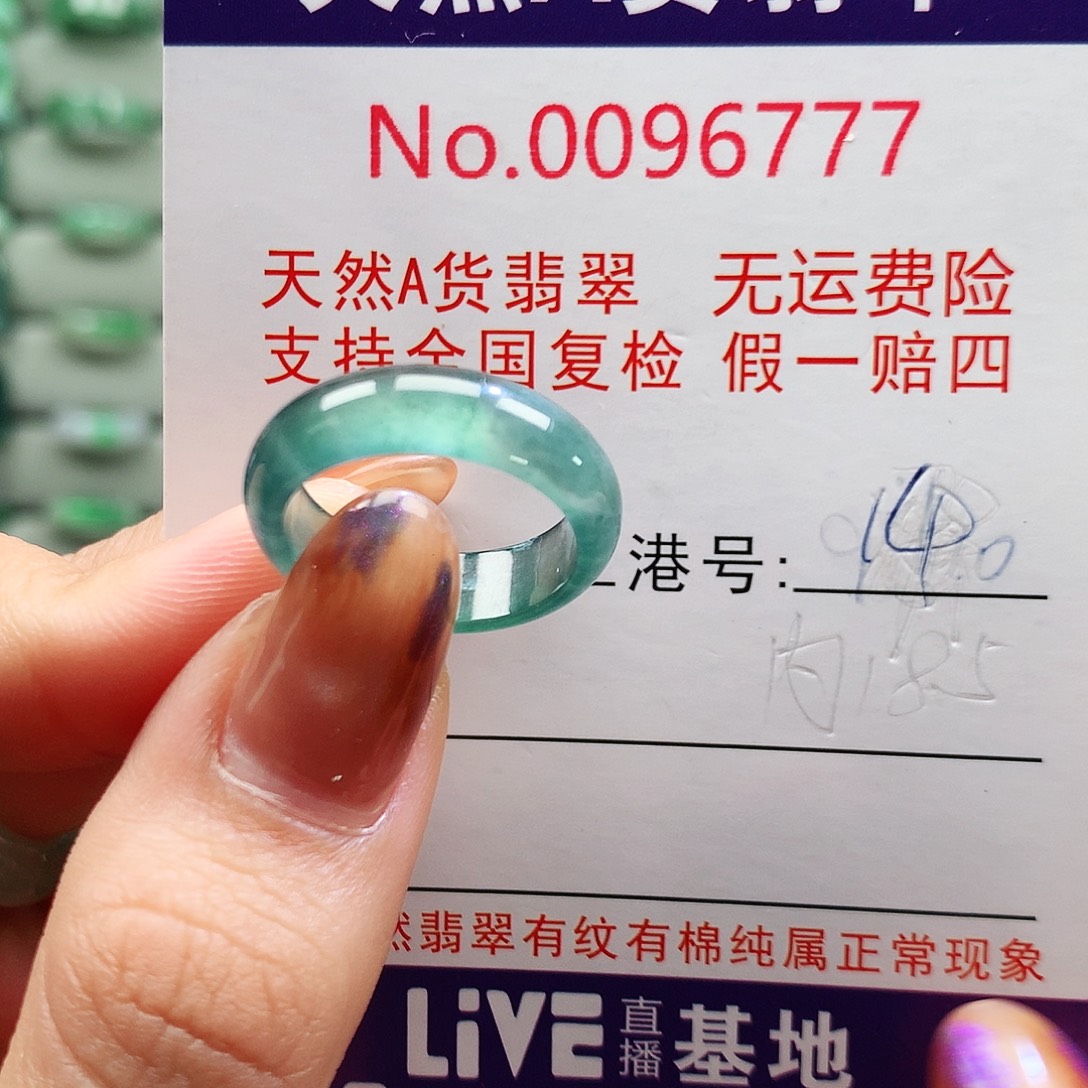 No.0096777
天然A货翡翠 无运费险
支持全国复检 假一赔四
港号: 14.0
内18.5
然翡翠有纹有棉纯属正常现象
LiVE 直播 基地